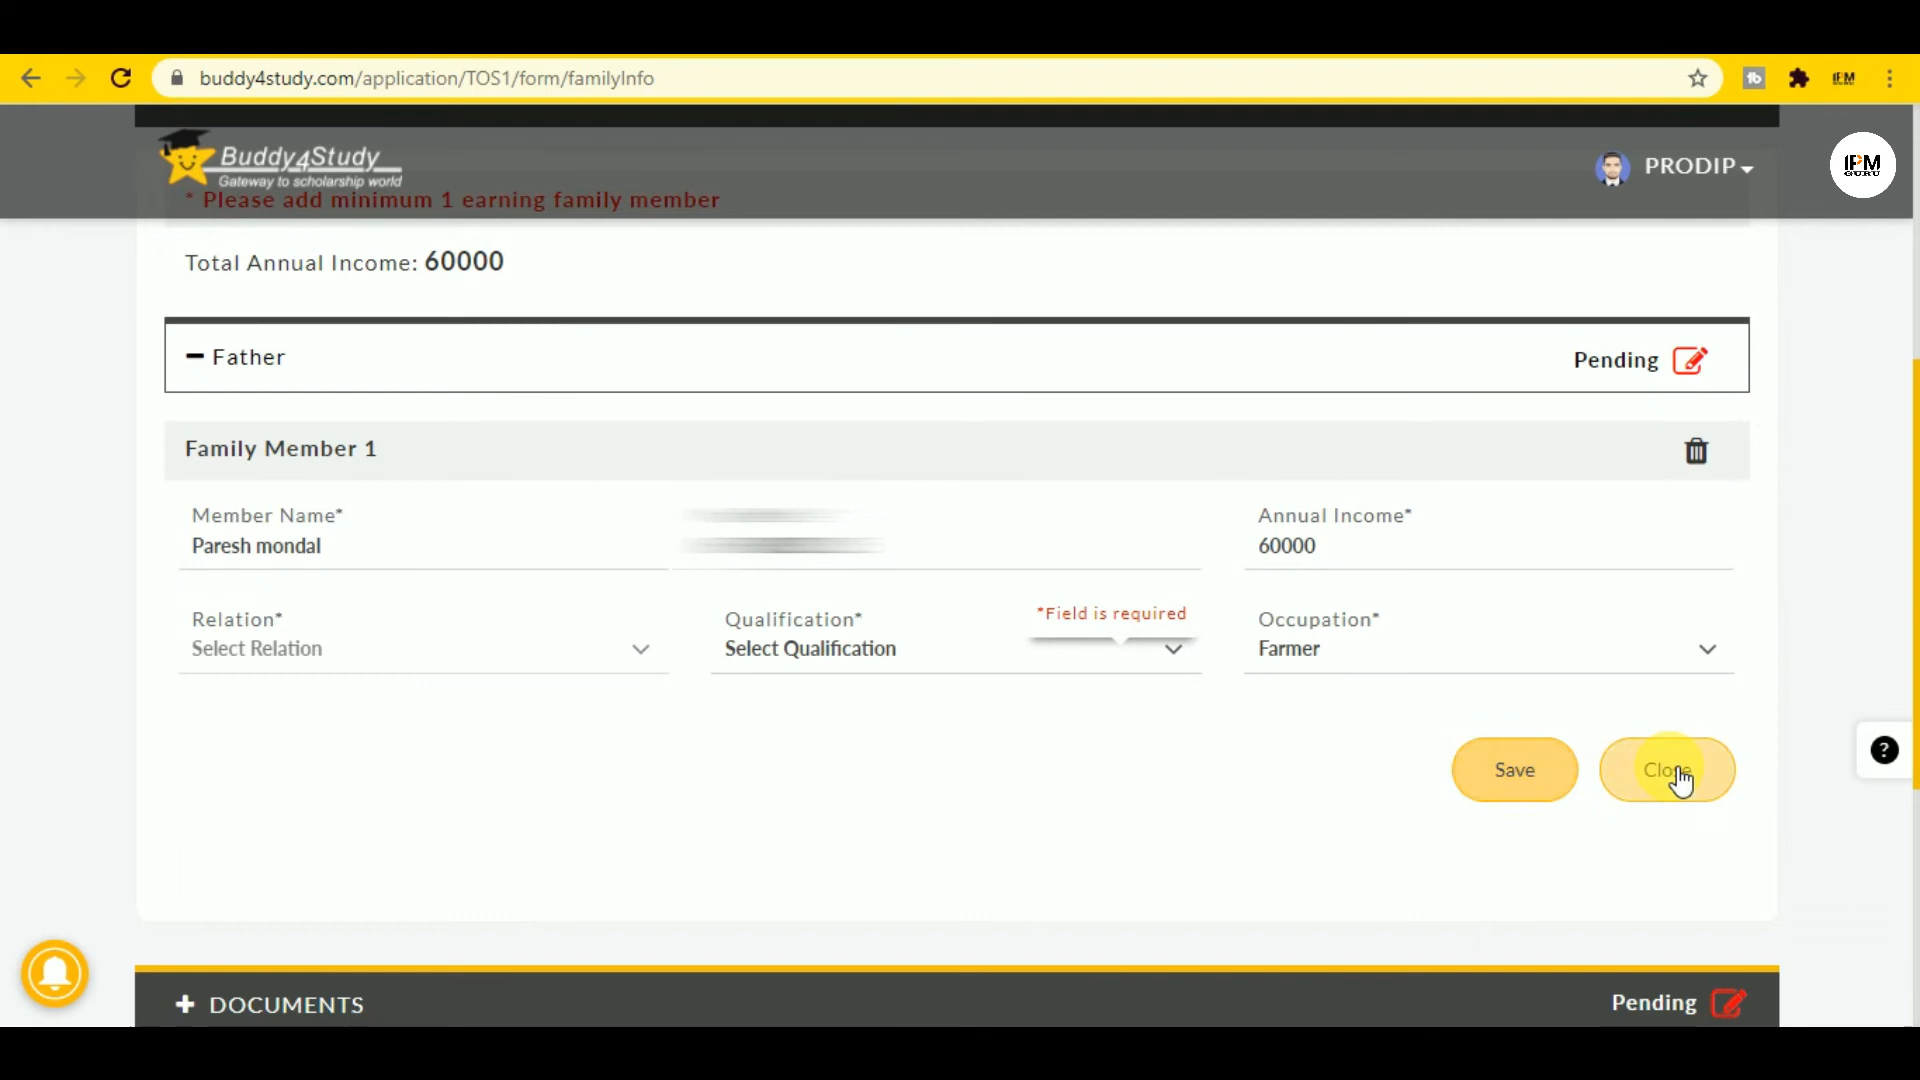 buddy4study.com/application/TOS1/form/familyInfo
Buddy4Study
Gateway to scholarship world
PRODIP
IFM
GURU
* Please add minimum 1 earning family member
Total Annual Income: 60000
Father
Pending
Family Member 1
Member Name*
Annual Income*
Paresh mondal
60000
Relation*
Qualification*
*Field is required
Occupation*
Select Relation
Select Qualification
Farmer
Save
Close
DOCUMENTS
Pending